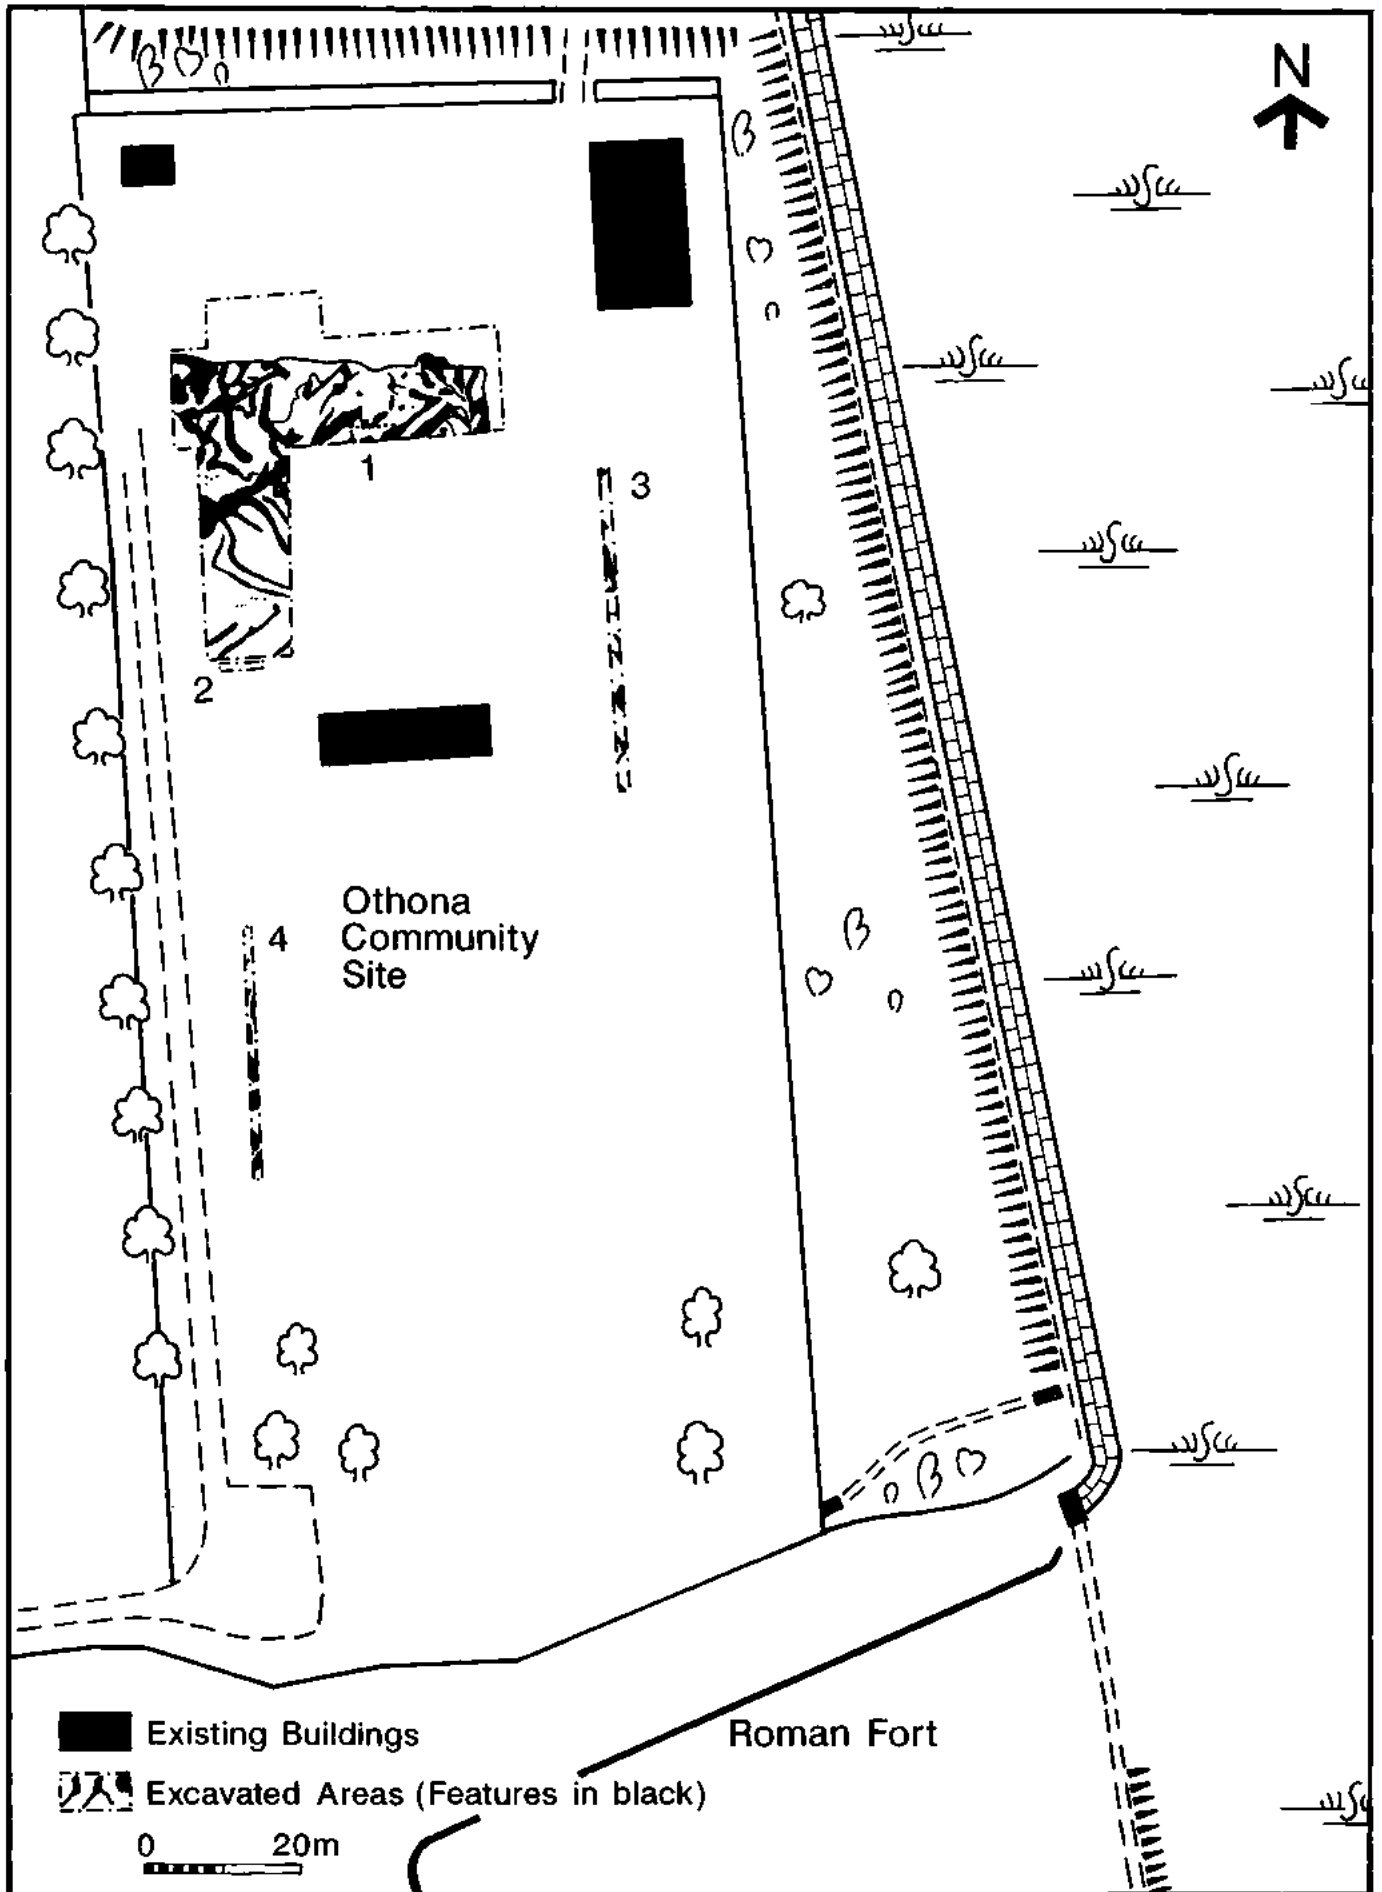 N
1
3
2
Othona
Community
Site
4
Roman Fort
Existing Buildings
Excavated Areas (Features in black)
0 20m